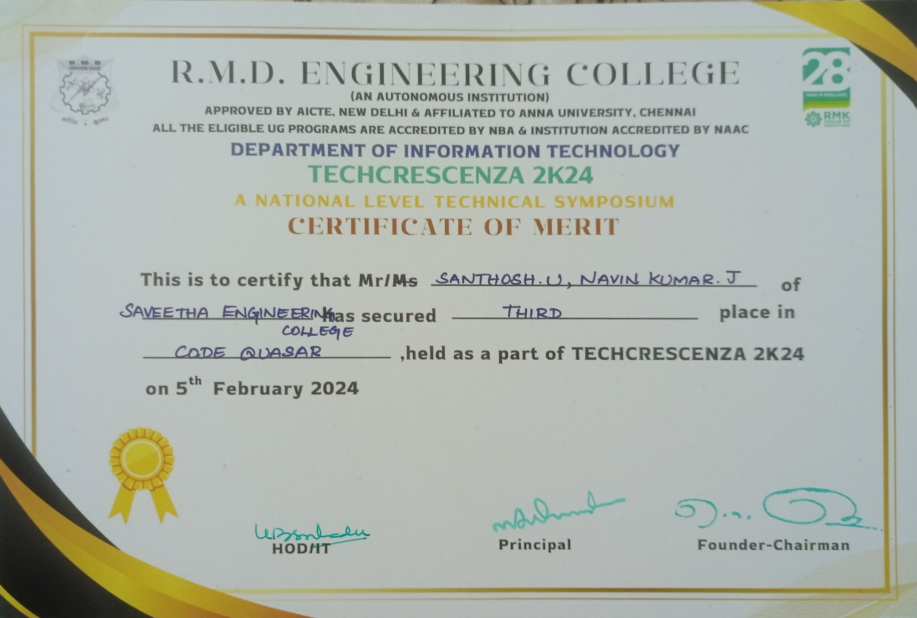 R.M.D. ENGINEERING COLLEGE
(AN AUTONOMOUS INSTITUTION)
APPROVED BY AICTE, NEW DELHI & AFFILIATED TO ANNA UNIVERSITY, CHENNAI
ALL THE ELIGIBLE UG PROGRAMS ARE ACCREDITED BY NBA & INSTITUTION ACCREDITED BY NAAC
28
RMK
DEPARTMENT OF INFORMATION TECHNOLOGY
TECHCRESCENZA 2K24
A NATIONAL LEVEL TECHNICAL SYMPOSIUM
CERTIFICATE OF MERIT
This is to certify that Mr/Ms SANTHOSH.U, NAVIN KUMAR.J of
SAVEETHA ENGINEERING has secured THIRD place in
COLLEGE
CODE QUASAR ,held as a part of TECHCRESCENZA 2K24
on 5th February 2024
HOD/IT Principal Founder-Chairman